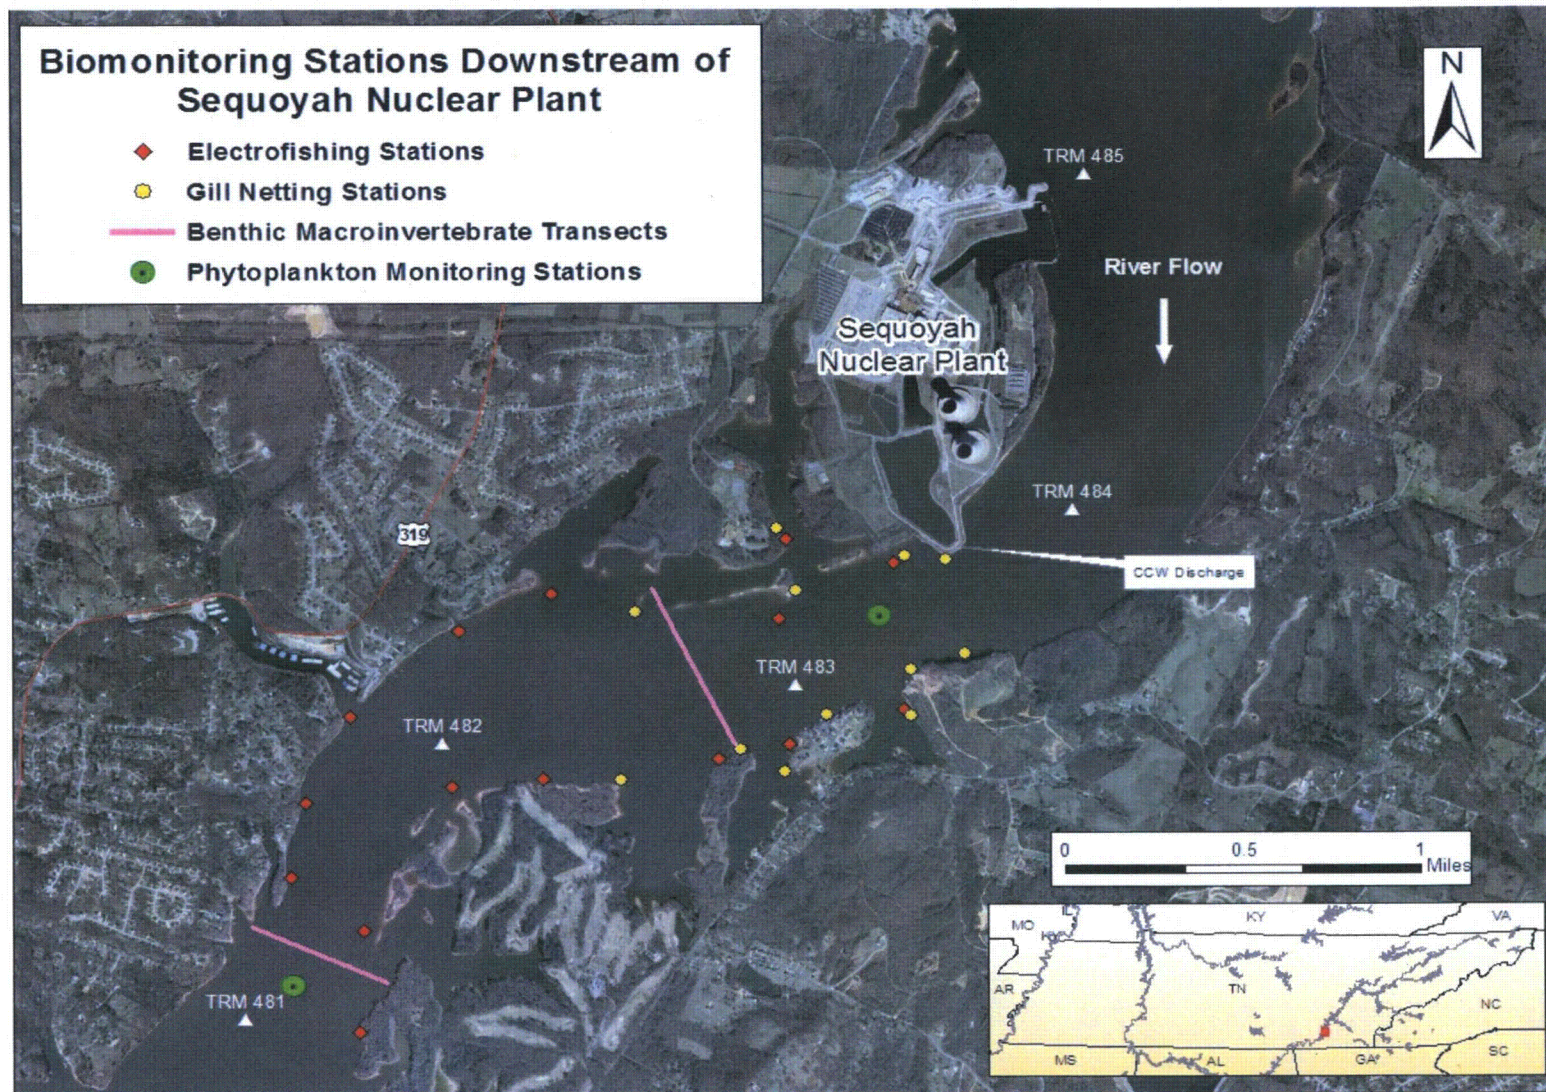 Biomonitoring Stations Downstream of
Sequoyah Nuclear Plant
Electrofishing Stations
Gill Netting Stations
Benthic Macroinvertebrate Transects
Phytoplankton Monitoring Stations
N
TRM 485
River Flow
Sequoyah
Nuclear Plant
TRM 484
319
CCW Discharge
TRM 483
TRM 482
0 0.5 1
Miles
TRM 481
MO
IL
KY
VA
AR
TN
NC
MS
AL
GA
SC